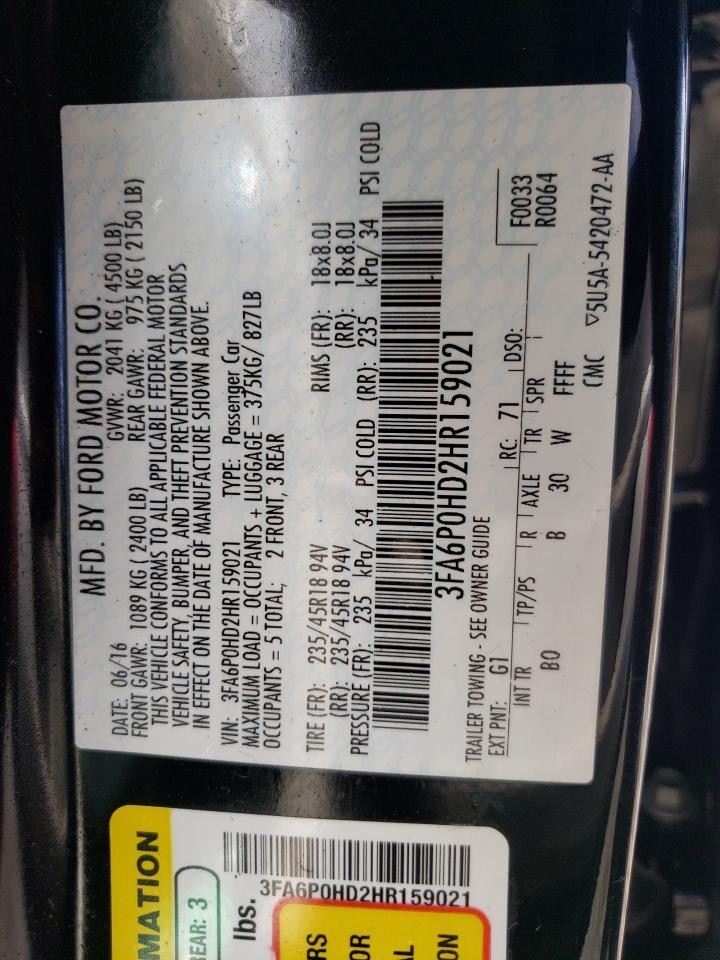 MFD. BY FORD MOTOR CO.
DATE: 06/16 GVWR: 2041 KG ( 4500 LB)
FRONT GAWR: 1089 KG ( 2400 LB) REAR GAWR: 975 KG ( 2150 LB)
THIS VEHICLE CONFORMS TO ALL APPLICABLE FEDERAL MOTOR
VEHICLE SAFETY, BUMPER, AND THEFT PREVENTION STANDARDS
IN EFFECT ON THE DATE OF MANUFACTURE SHOWN ABOVE.
VIN: 3FA6P0HD2HR159021 TYPE: Passenger Car
MAXIMUM LOAD = OCCUPANTS + LUGGAGE = 375KG/ 827LB
OCCUPANTS = 5 TOTAL; 2 FRONT, 3 REAR
TIRE (FR): 235/45R18 94V RIMS (FR): 18x8.0J
(RR): 235/45R18 94V (RR): 18x8.0J
PRESSURE (FR): 235 kPa/ 34 PSI COLD (RR): 235 kPa/ 34 PSI COLD
3FA6P0HD2HR159021
TRAILER TOWING - SEE OWNER GUIDE
EXT PNT: G1 RC: 71 DSO: F0033
R0064
INT TR TP/PS R AXLE TR SPR
BO B 30 W FFFF
CMC ▽5U5A-5420472-AA
MATION
REAR: 3
lbs.
3FA6P0HD2HR159021
RS
OR
AL
ON